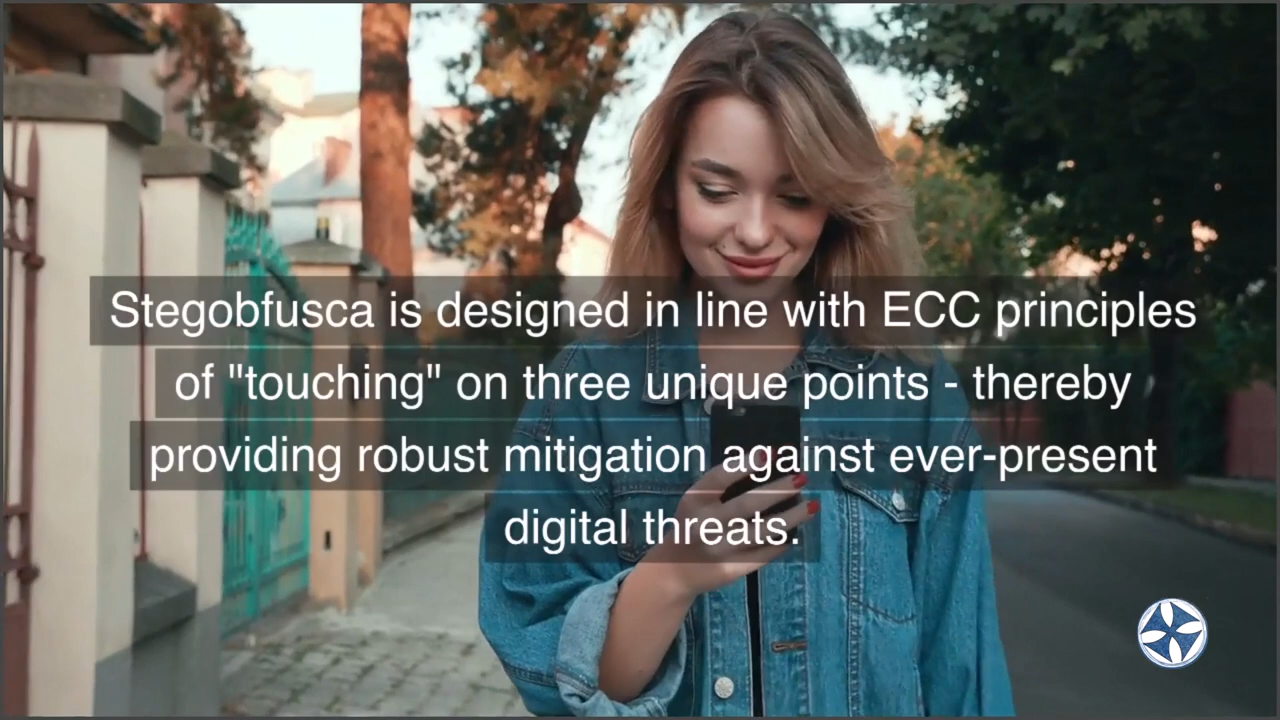 Stegobfusca is designed in line with ECC principles
of "touching" on three unique points - thereby
providing robust mitigation against ever-present
digital threats.